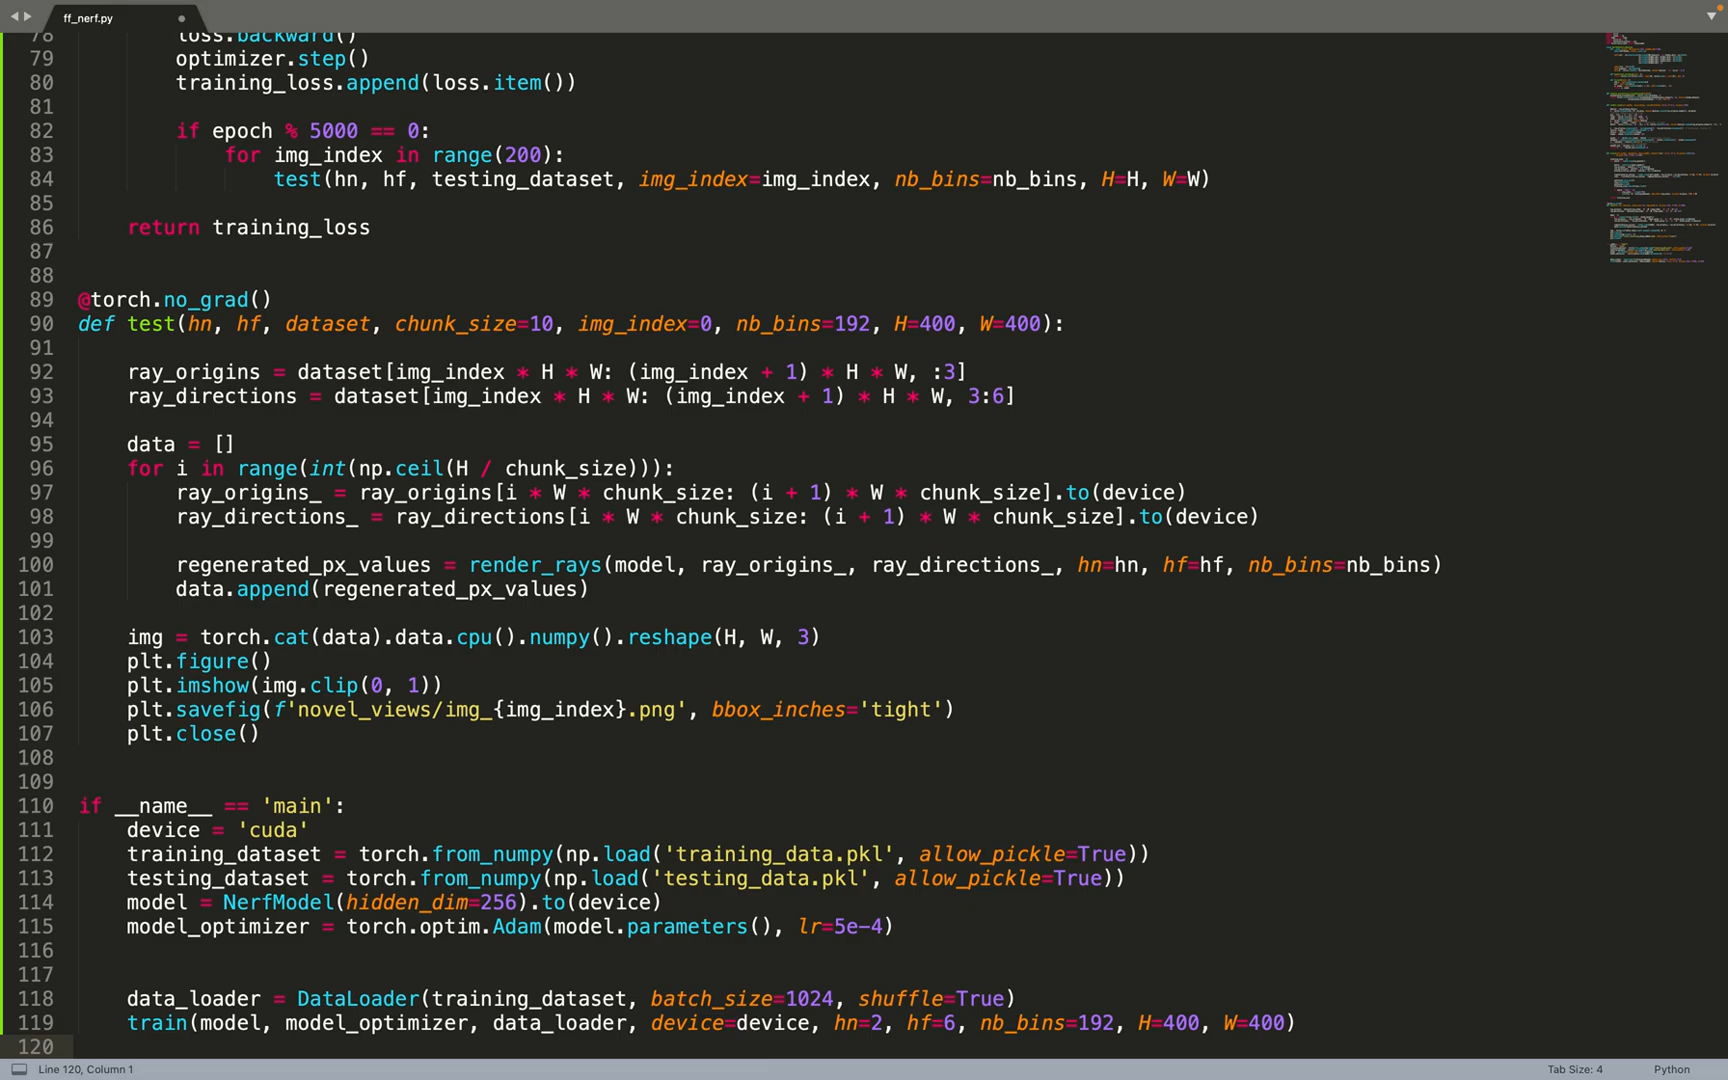 ff_nerf.py
78 loss.backward()
79 optimizer.step()
80 training_loss.append(loss.item())
81
82 if epoch % 5000 == 0:
83 for img_index in range(200):
84 test(hn, hf, testing_dataset, img_index=img_index, nb_bins=nb_bins, H=H, W=W)
85
86 return training_loss
87
88
89 @torch.no_grad()
90 def test(hn, hf, dataset, chunk_size=10, img_index=0, nb_bins=192, H=400, W=400):
91
92 ray_origins = dataset[img_index * H * W: (img_index + 1) * H * W, :3]
93 ray_directions = dataset[img_index * H * W: (img_index + 1) * H * W, 3:6]
94
95 data = []
96 for i in range(int(np.ceil(H / chunk_size))):
97 ray_origins_ = ray_origins[i * W * chunk_size: (i + 1) * W * chunk_size].to(device)
98 ray_directions_ = ray_directions[i * W * chunk_size: (i + 1) * W * chunk_size].to(device)
99
100 regenerated_px_values = render_rays(model, ray_origins_, ray_directions_, hn=hn, hf=hf, nb_bins=nb_bins)
101 data.append(regenerated_px_values)
102
103 img = torch.cat(data).data.cpu().numpy().reshape(H, W, 3)
104 plt.figure()
105 plt.imshow(img.clip(0, 1))
106 plt.savefig(f'novel_views/img_{img_index}.png', bbox_inches='tight')
107 plt.close()
108
109
110 if __name__ == 'main':
111 device = 'cuda'
112 training_dataset = torch.from_numpy(np.load('training_data.pkl', allow_pickle=True))
113 testing_dataset = torch.from_numpy(np.load('testing_data.pkl', allow_pickle=True))
114 model = NerfModel(hidden_dim=256).to(device)
115 model_optimizer = torch.optim.Adam(model.parameters(), lr=5e-4)
116
117
118 data_loader = DataLoader(training_dataset, batch_size=1024, shuffle=True)
119 train(model, model_optimizer, data_loader, device=device, hn=2, hf=6, nb_bins=192, H=400, W=400)
120
Line 120, Column 1 Tab Size: 4 Python